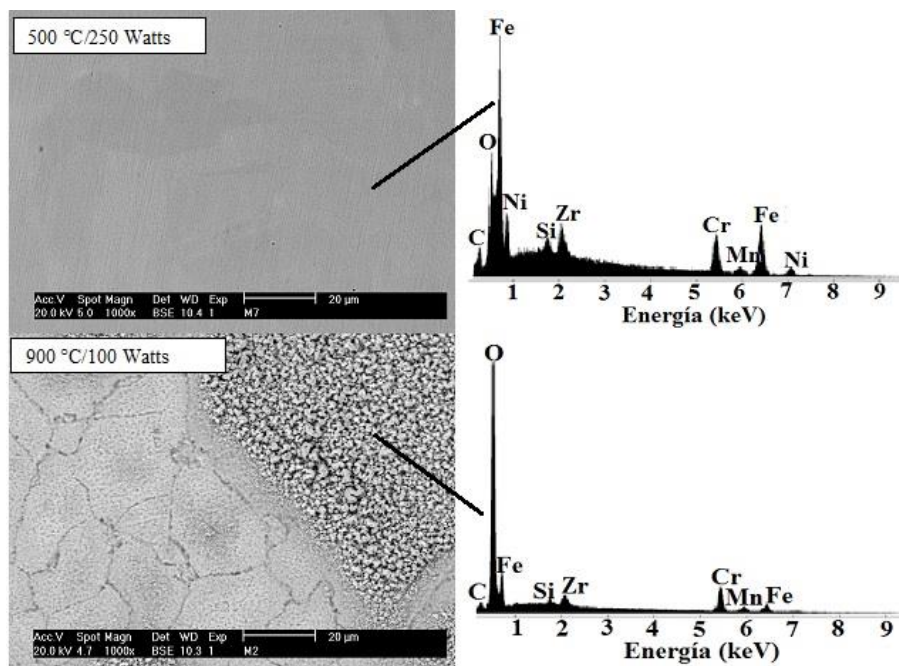 500 °C/250 Watts
Acc.V Spot Magn Det WD Exp 20 µm
20.0 kV 5.0 1000x BSE 10.4 1 M7
Fe
O
Ni
C
Si
Zr
Cr
Mn
Fe
Ni
1 2 3 4 5 6 7 8 9
Energía (keV)
900 °C/100 Watts
Acc.V Spot Magn Det WD Exp 20 µm
20.0 kV 4.7 1000x BSE 10.3 1 M2
O
Fe
C
Si
Zr
Cr
Mn
Fe
1 2 3 4 5 6 7 8 9
Energía (keV)